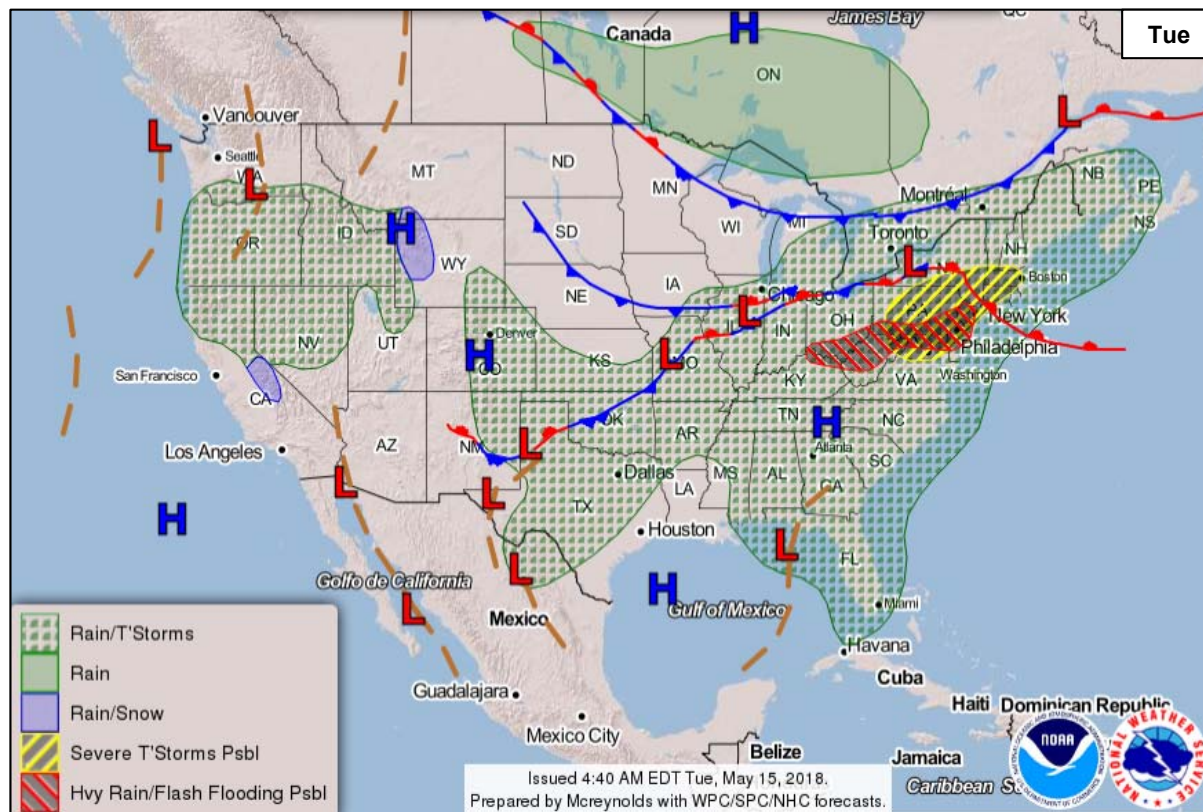 Tue
James Bay
QC
Canada
ON
Vancouver
Seattle
WA
MT
ND
MN
NB
PE
NS
Montréal
OR
ID
SD
WI
MI
Toronto
NH
WY
Boston
IA
NE
Chicago
New York
NV
UT
Denver
IL
IN
OH
PA
Philadelphia
San Francisco
CO
KS
MO
KY
VA
Washington
CA
TN
NC
Los Angeles
AZ
NM
OK
AR
Atlanta
SC
Dallas
MS
AL
GA
TX
LA
Houston
FL
Golfo de California
Mexico
Gulf of Mexico
Miami
Havana
Guadalajara
Cuba
Mexico City
Haiti
Dominican Republic
Belize
Jamaica
Caribbean
H
L
L
L
H
L
L
H
L
H
L
H
L
L
L
H
L
L
H
L
Rain/T'Storms
Rain
Rain/Snow
Severe T'Storms Psbl
Hvy Rain/Flash Flooding Psbl
Issued 4:40 AM EDT Tue, May 15, 2018.
Prepared by Mcreynolds with WPC/SPC/NHC forecasts.
NOAA
NATIONAL WEATHER SERVICE